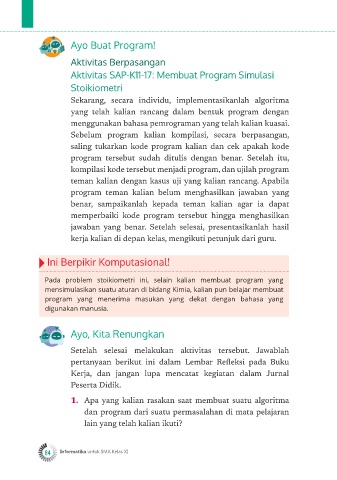 Ayo Buat Program!
Aktivitas Berpasangan
Aktivitas SAP-K11-17: Membuat Program Simulasi
Stoikiometri
Sekarang, secara individu, implementasikanlah algoritma
yang telah kalian rancang dalam bentuk program dengan
menggunakan bahasa pemrograman yang telah kalian kuasai.
Sebelum program kalian kompilasi, secara berpasangan,
saling tukarkan kode program kalian dan cek apakah kode
program tersebut sudah ditulis dengan benar. Setelah itu,
kompilasi kode tersebut menjadi program, dan ujilah program
teman kalian dengan kasus uji yang kalian rancang. Apabila
program teman kalian belum menghasilkan jawaban yang
benar, sampaikanlah kepada teman kalian agar ia dapat
memperbaiki kode program tersebut hingga menghasilkan
jawaban yang benar. Setelah selesai, presentasikanlah hasil
kerja kalian di depan kelas, mengikuti petunjuk dari guru.
Ini Berpikir Komputasional!
Pada problem stoikiometri ini, selain kalian membuat program yang
mensimulasikan suatu aturan di bidang Kimia, kalian pun belajar membuat
program yang menerima masukan yang dekat dengan bahasa yang
digunakan manusia.
Ayo, Kita Renungkan
Setelah selesai melakukan aktivitas tersebut. Jawablah
pertanyaan berikut ini dalam Lembar Refleksi pada Buku
Kerja, dan jangan lupa mencatat kegiatan dalam Jurnal
Peserta Didik.
1. Apa yang kalian rasakan saat membuat suatu algoritma
dan program dari suatu permasalahan di mata pelajaran
lain yang telah kalian ikuti?
84 Informatika untuk SMA Kelas XI